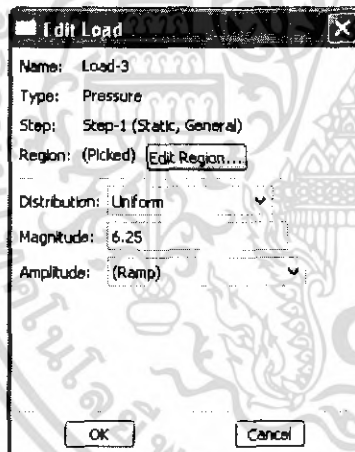 Edit Load
Name: Load-3
Type: Pressure
Step: Step-1 (Static, General)
Region: (Picked) Edit Region...
Distribution: Uniform
Magnitude: 6.25
Amplitude: (Ramp)
OK Cancel